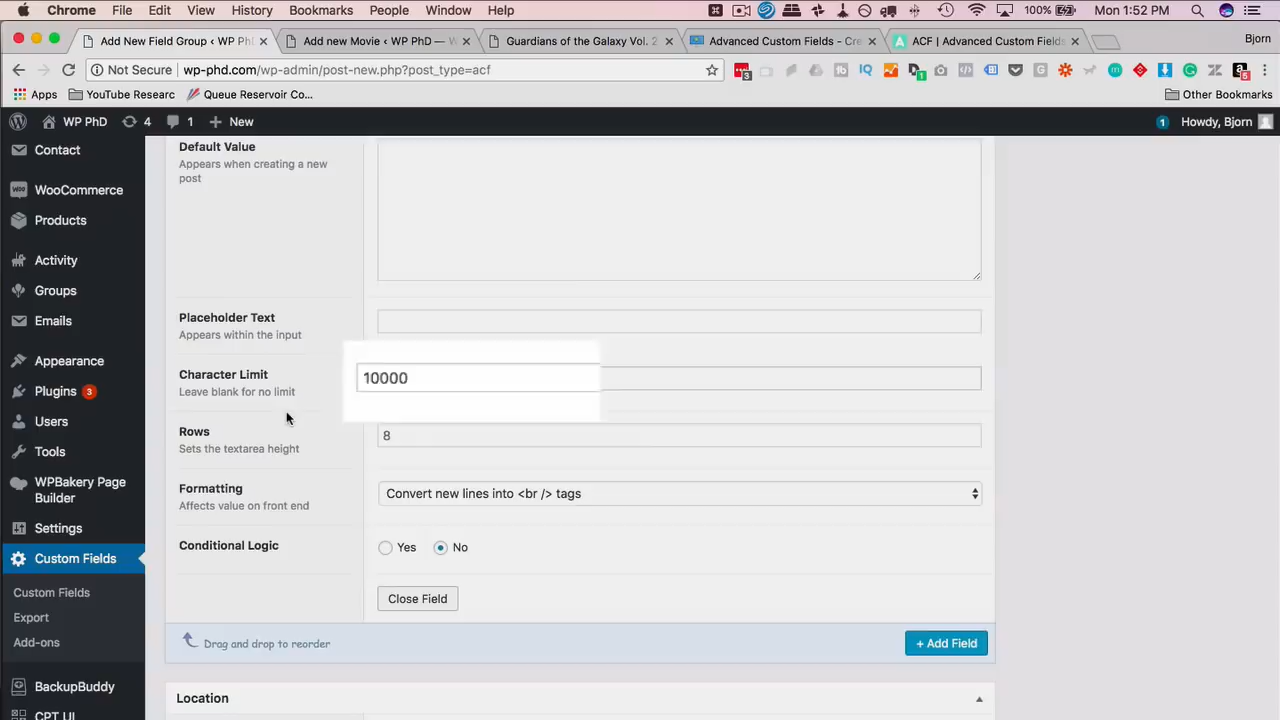 Chrome File Edit View History Bookmarks People Window Help 100% Mon 1:52 PM
Add New Field Group ‹ WP Ph Add new Movie ‹ WP PhD — W Guardians of the Galaxy Vol. 2 Advanced Custom Fields - Cre ACF | Advanced Custom Fields Bjorn
Not Secure wp-phd.com/wp-admin/post-new.php?post_type=acf 3 1 5
Apps YouTube Researc Queue Reservoir Co... Other Bookmarks
WP PhD 4 1 + New 1 Howdy, Bjorn
Contact
WooCommerce
Products
Activity
Groups
Emails
Appearance
Plugins 3
Users
Tools
WPBakery Page
Builder
Settings
Custom Fields
Custom Fields
Export
Add-ons
BackupBuddy
CPT UI
Default Value
Appears when creating a new
post
Placeholder Text
Appears within the input
Character Limit
Leave blank for no limit
10000
Rows
Sets the textarea height
8
Formatting
Affects value on front end
Convert new lines into <br /> tags
Conditional Logic
Yes No
Close Field
Drag and drop to reorder
+ Add Field
Location